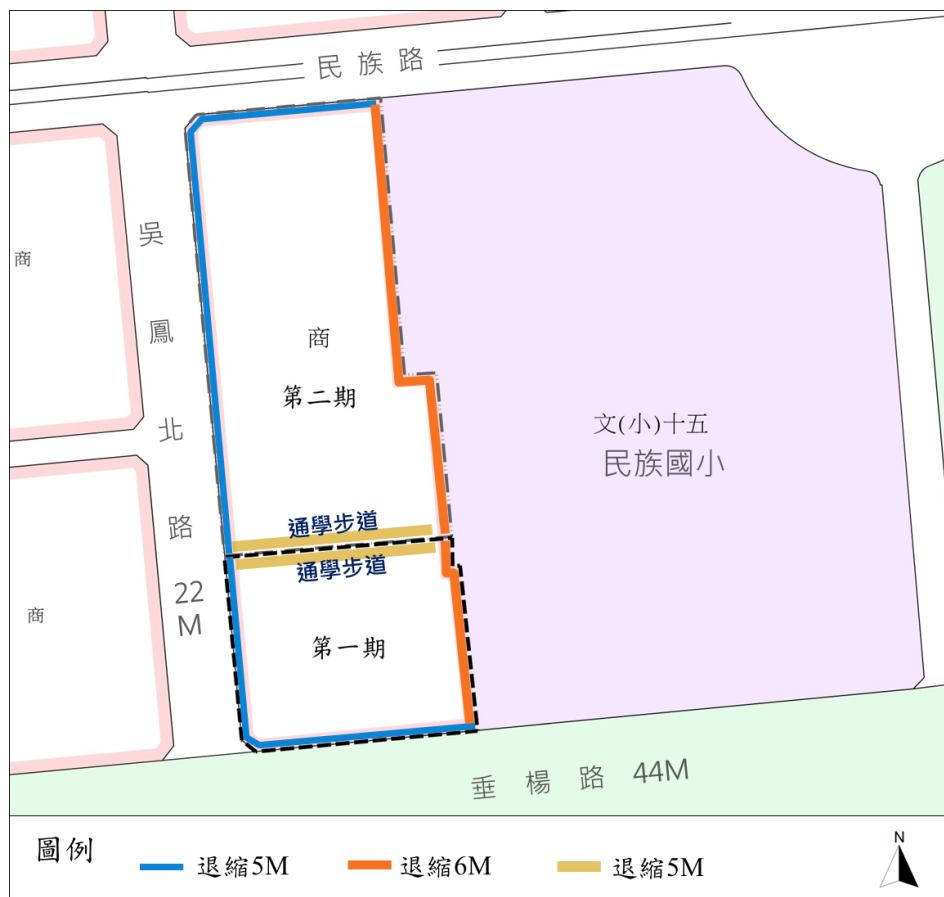 民族路
吳鳳北路
22
M
商
商
商
第二期
文(小)十五
民族國小
通學步道
通學步道
第一期
垂楊路 44M
圖例
退縮5M
退縮6M
退縮5M
N